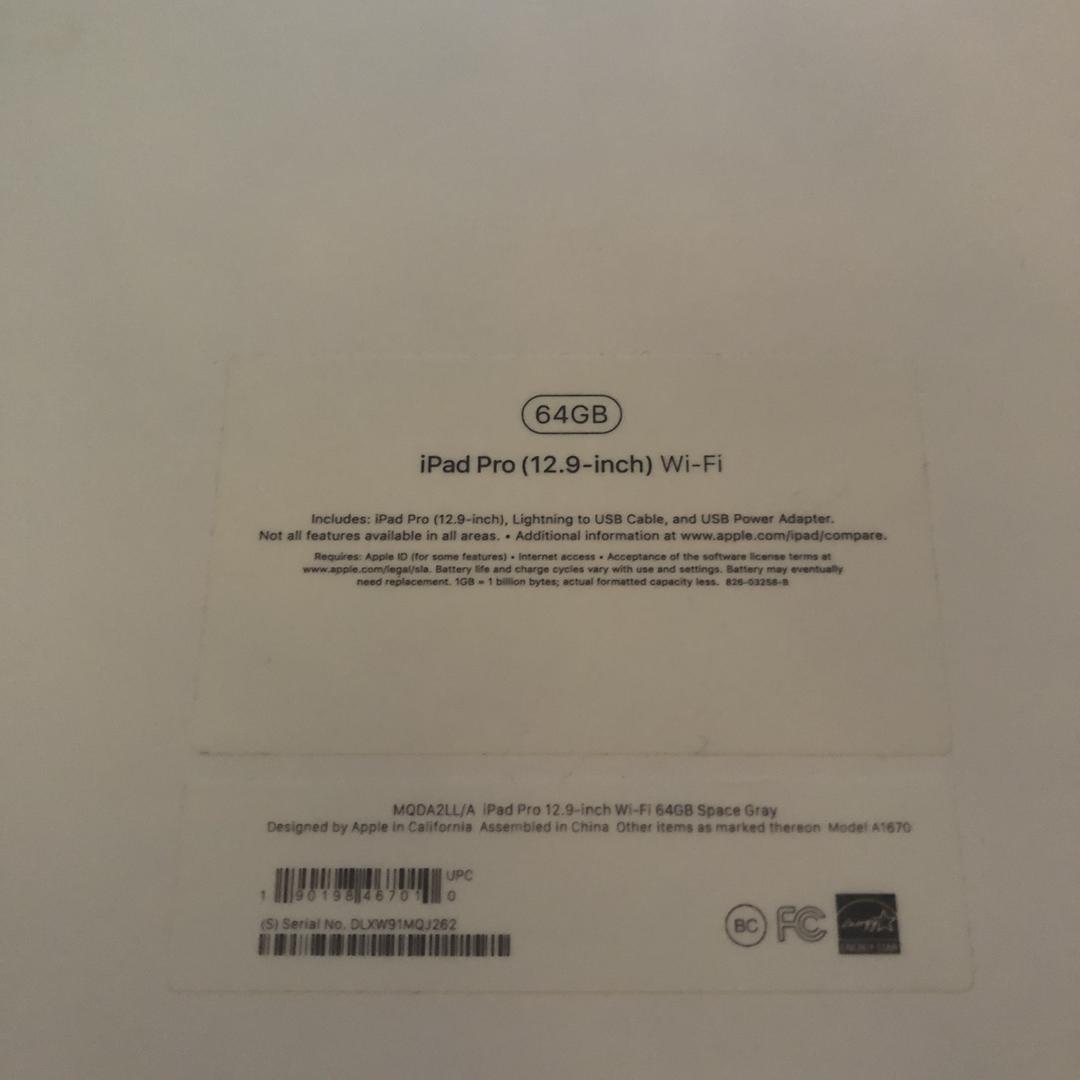 64GB
iPad Pro (12.9-inch) Wi-Fi
Includes: iPad Pro (12.9-inch), Lightning to USB Cable, and USB Power Adapter.
Not all features available in all areas. • Additional information at www.apple.com/ipad/compare.
Requires: Apple ID (for some features) • Internet access • Acceptance of the software license terms at
www.apple.com/legal/sla. Battery life and charge cycles vary with use and settings. Battery may eventually
need replacement. 1GB = 1 billion bytes; actual formatted capacity less. 826-03258-B
MQDA2LL/A iPad Pro 12.9-inch Wi-Fi 64GB Space Gray
Designed by Apple in California Assembled in China Other items as marked thereon Model A1670
UPC
1 90198 46701 0
(S) Serial No. DLXW91MQJ262
BC FC energy
ENERGY STAR